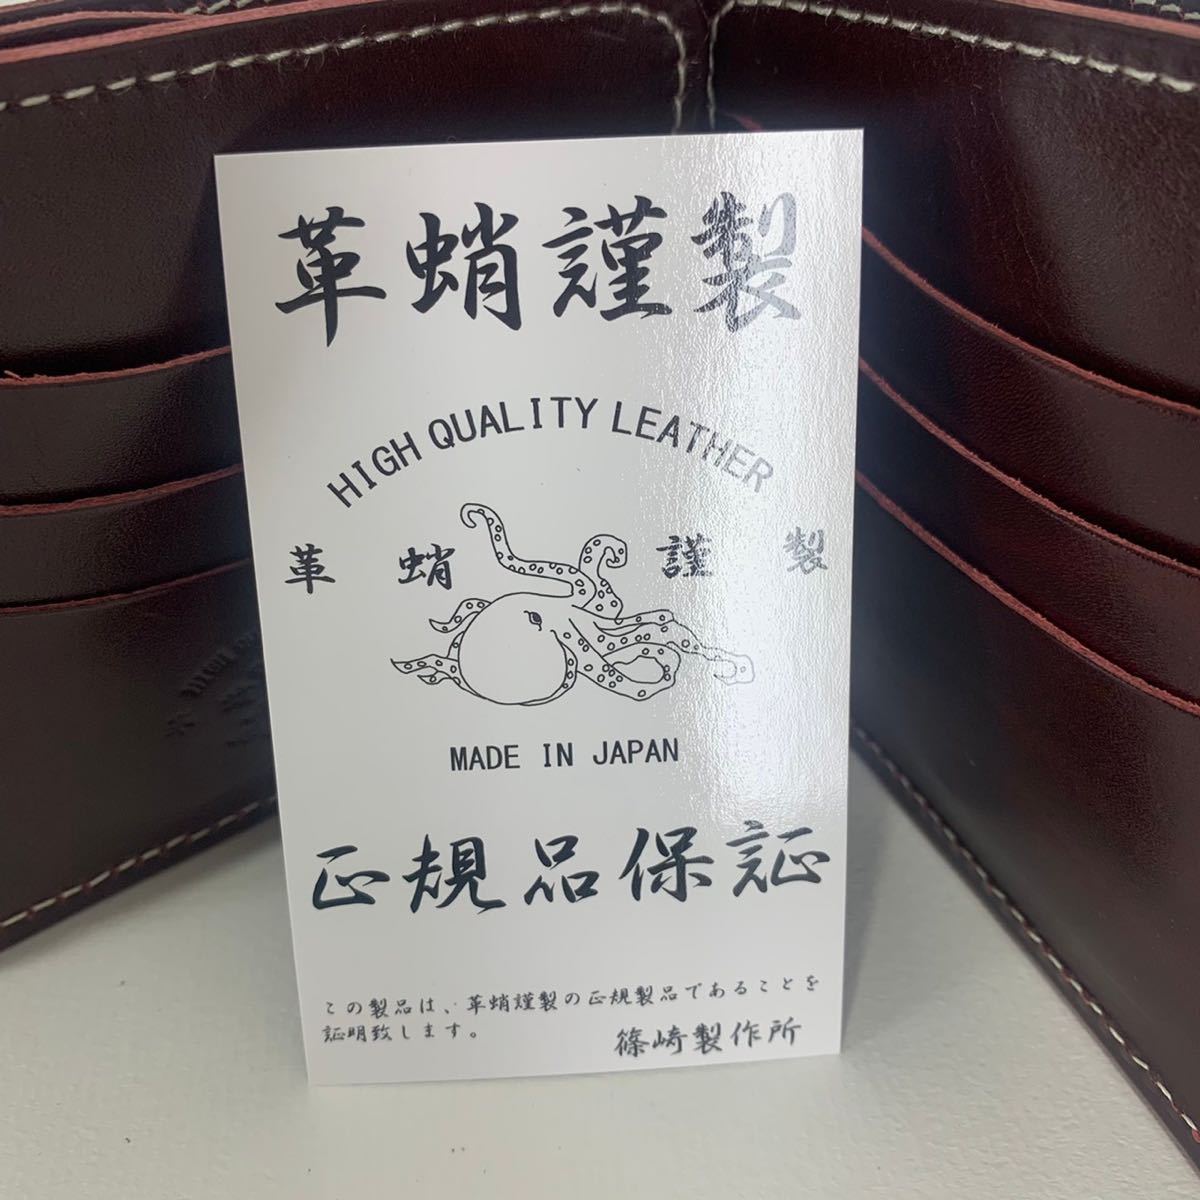 革蛸謹製
HIGH QUALITY LEATHER
革蛸 謹製
MADE IN JAPAN
正規品保証
この製品は、革蛸謹製の正規製品であることを
証明致します。
篠崎製作所